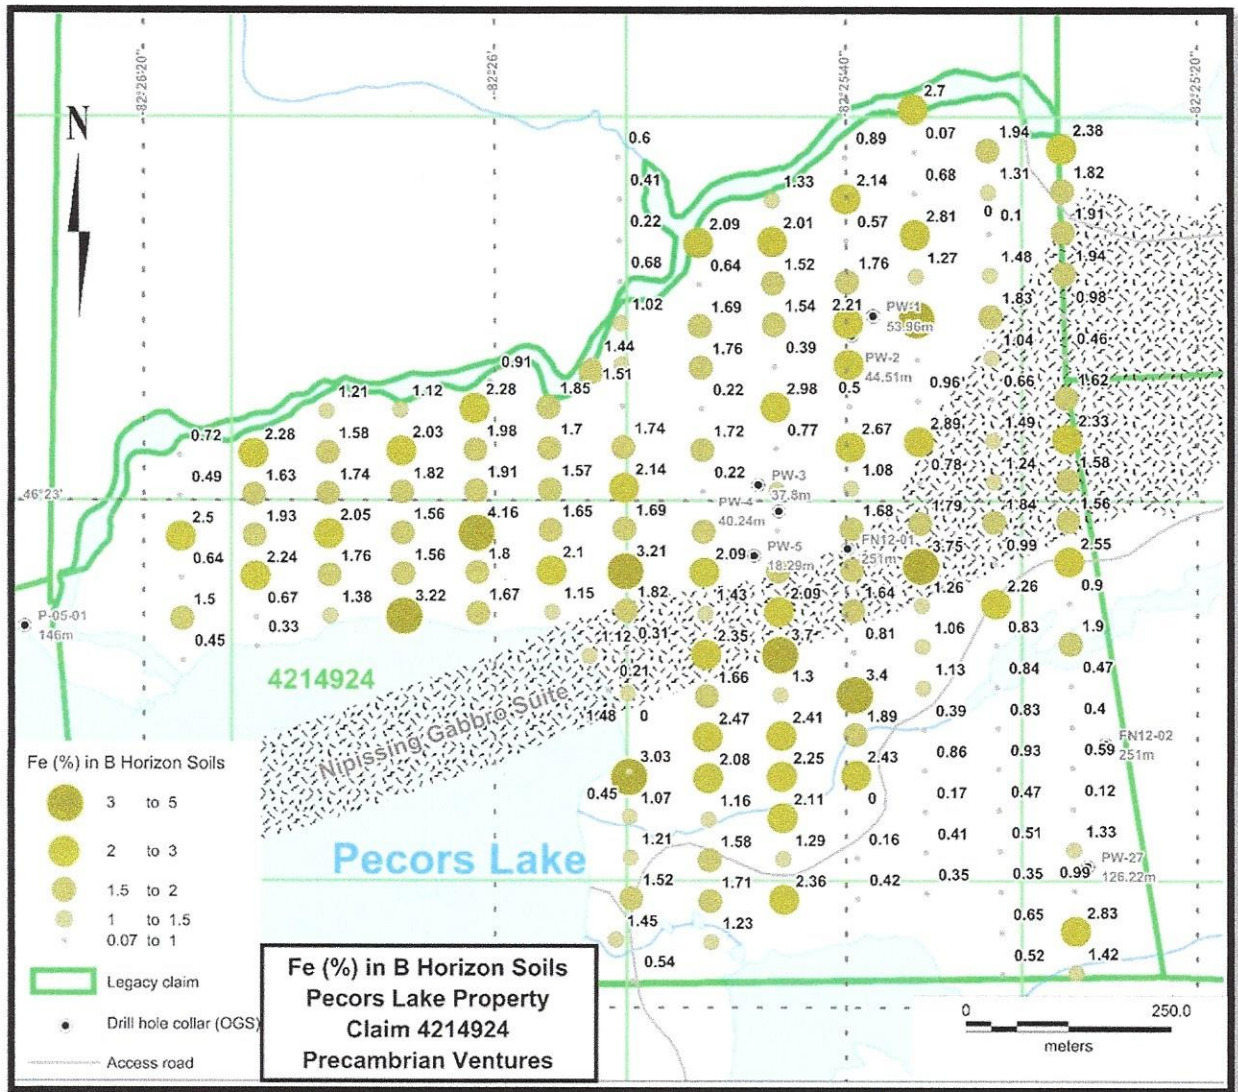 82°26'20"
82°26'
82°25'40"
82°25'20"
N
2.7
0.6 0.89 0.07 1.94 2.38
0.41 1.33 2.14 0.68 1.31 1.82
0.22 2.09 2.01 0.57 2.81 0 0.1 1.91
0.68 0.64 1.52 1.76 1.27 1.48 1.94
1.02 1.69 1.54 2.21 PW-1 1.83 0.98
53.96m
1.44 1.76 0.39 PW-2 1.04 0.46
44.51m
0.91 1.51
1.21 1.12 2.28 1.85 0.22 2.98 0.5 0.96 0.66 1.62
0.72 2.28 1.58 2.03 1.98 1.7 1.74 1.72 0.77 2.67 2.89 1.49 2.33
0.49 1.63 1.74 1.82 1.91 1.57 2.14 0.22 PW-3 1.08 0.78 1.24 1.58
46°23' 37.8m
2.5 1.93 2.05 1.56 4.16 1.65 1.69 PW-4 1.68 1.79 1.84 1.56
40.24m
0.64 2.24 1.76 1.56 1.8 2.1 3.21 2.09 PW-5 FN12-01 3.75 0.99 2.55
18.29m 251m
1.5 0.67 1.38 3.22 1.67 1.15 1.82 1.43 2.09 1.64 1.26 2.26 0.9
P-05-01
146m
0.45 0.33 1.12 0.31 2.35 3.7 0.81 1.06 0.83 1.9
4214924 0.21 1.66 1.3 3.4 1.13 0.84 0.47
Nipissing Gabbro Suite
1.48 0 2.47 2.41 1.89 0.39 0.83 0.4
FN12-02
3.03 2.08 2.25 2.43 0.86 0.93 0.59 251m
0.45 1.07 1.16 2.11 0 0.17 0.47 0.12
Pecors Lake
1.21 1.58 1.29 0.16 0.41 0.51 1.33
PW-27
1.52 1.71 2.36 0.42 0.35 0.35 0.99 126.22m
1.45 1.23 0.65 2.83
0.54 0.52 1.42
Fe (%) in B Horizon Soils
3 to 5
2 to 3
1.5 to 2
1 to 1.5
0.07 to 1
Legacy claim
Drill hole collar (OGS)
Access road
Fe (%) in B Horizon Soils
Pecors Lake Property
Claim 4214924
Precambrian Ventures
0 250.0
meters